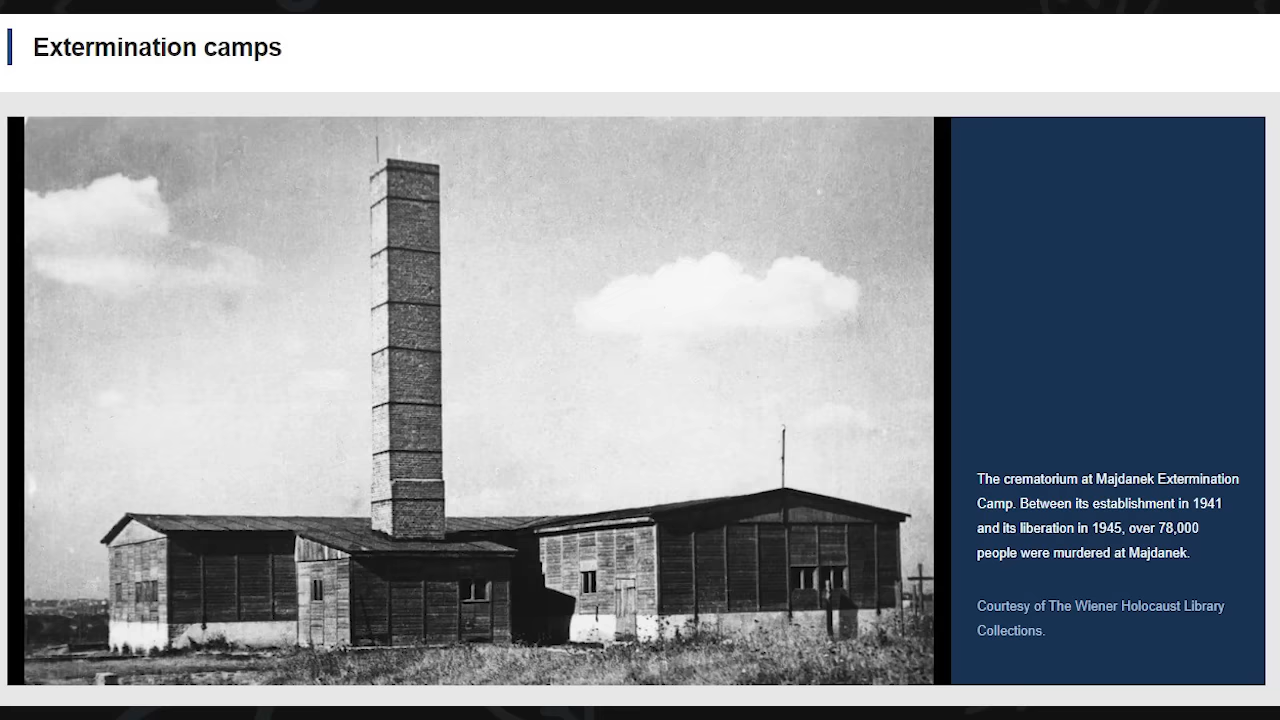 Extermination camps
The crematorium at Majdanek Extermination
Camp. Between its establishment in 1941
and its liberation in 1945, over 78,000
people were murdered at Majdanek.
Courtesy of The Wiener Holocaust Library
Collections.